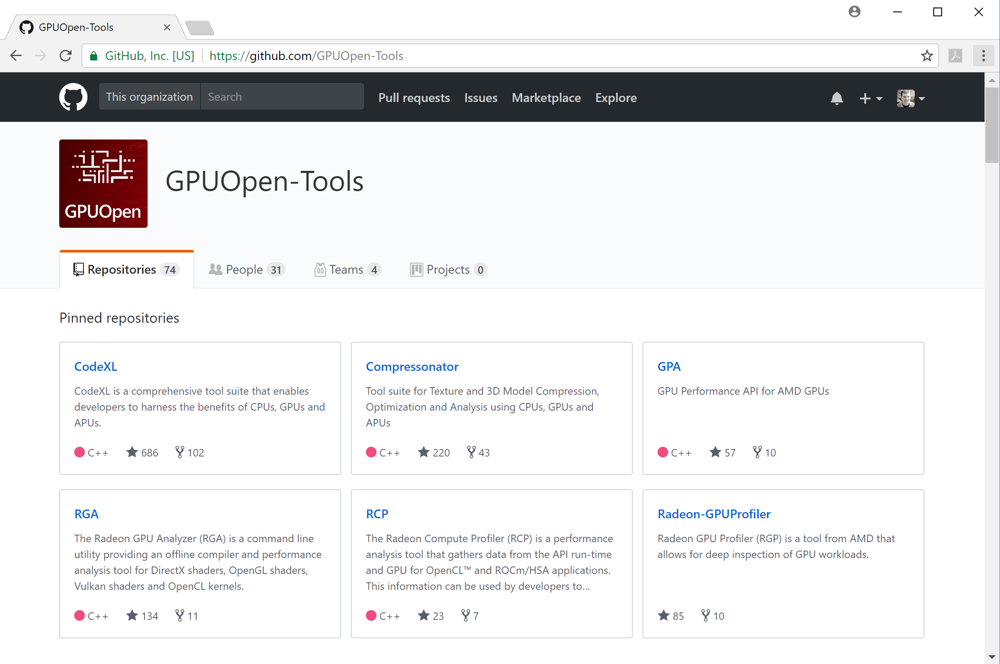 GPUOpen-Tools
GitHub, Inc. [US] https://github.com/GPUOpen-Tools
This organization Search Pull requests Issues Marketplace Explore
GPUOpen
GPUOpen-Tools
Repositories 74 People 31 Teams 4 Projects 0
Pinned repositories
CodeXL
CodeXL is a comprehensive tool suite that enables
developers to harness the benefits of CPUs, GPUs and
APUs.
C++ 686 102
Compressonator
Tool suite for Texture and 3D Model Compression,
Optimization and Analysis using CPUs, GPUs and
APUs
C++ 220 43
GPA
GPU Performance API for AMD GPUs
C++ 57 10
RGA
The Radeon GPU Analyzer (RGA) is a command line
utility providing an offline compiler and performance
analysis tool for DirectX shaders, OpenGL shaders,
Vulkan shaders and OpenCL kernels.
C++ 134 11
RCP
The Radeon Compute Profiler (RCP) is a performance
analysis tool that gathers data from the API run-time
and GPU for OpenCL™ and ROCm/HSA applications.
This information can be used by developers to...
C++ 23 7
Radeon-GPUProfiler
Radeon GPU Profiler (RGP) is a tool from AMD that
allows for deep inspection of GPU workloads.
85 10